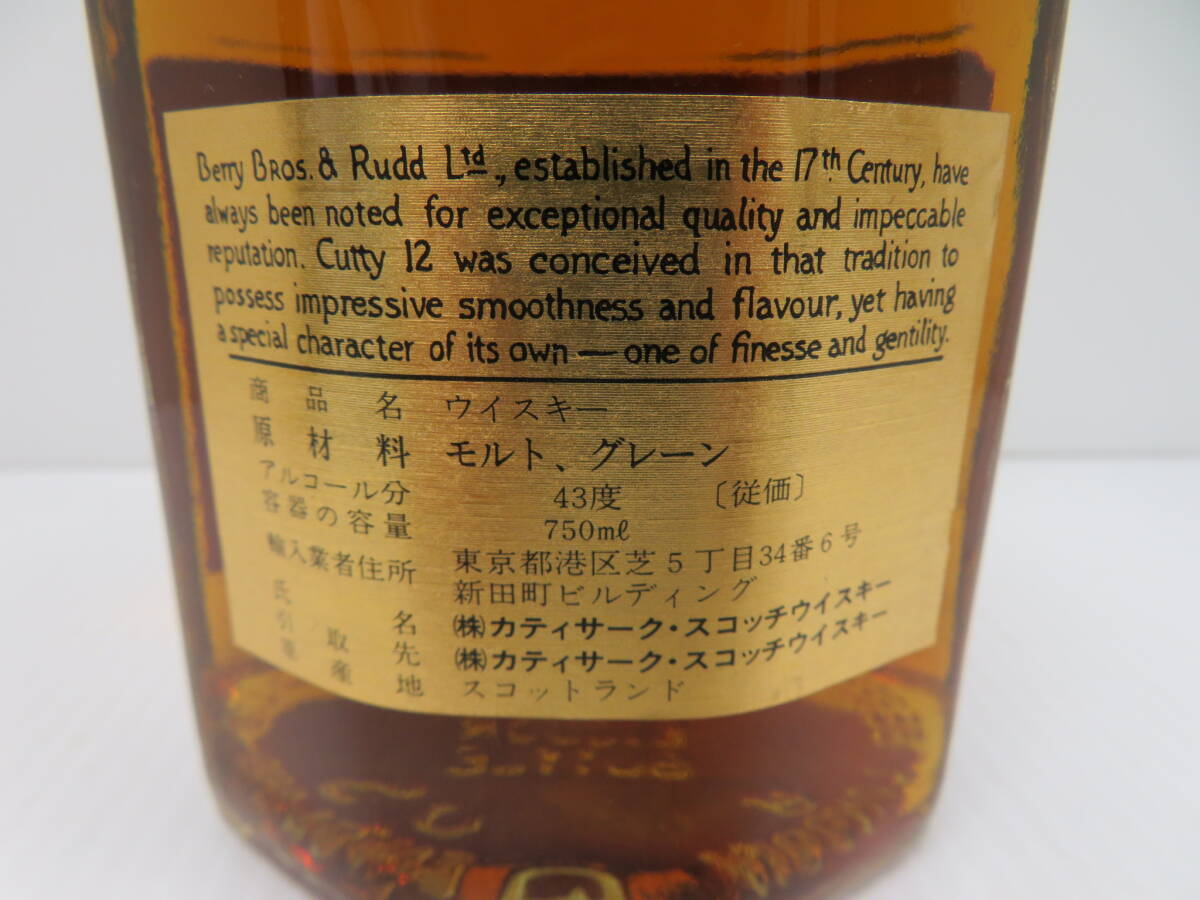 Berry Bros. & Rudd Ltd., established in the 17th Century, have
always been noted for exceptional quality and impeccable
reputation. Cutty 12 was conceived in that tradition to
possess impressive smoothness and flavour, yet having
a special character of its own — one of finesse and gentility.
商品名 ウイスキー
原材料 モルト、グレーン
アルコール分 43度 〔従価〕
容器の容量 750mℓ
輸入業者住所 東京都港区芝5丁目34番6号
新田町ビルディング
氏名 ㈱カティサーク・スコッチウイスキー
引取先 ㈱カティサーク・スコッチウイスキー
原産地 スコットランド